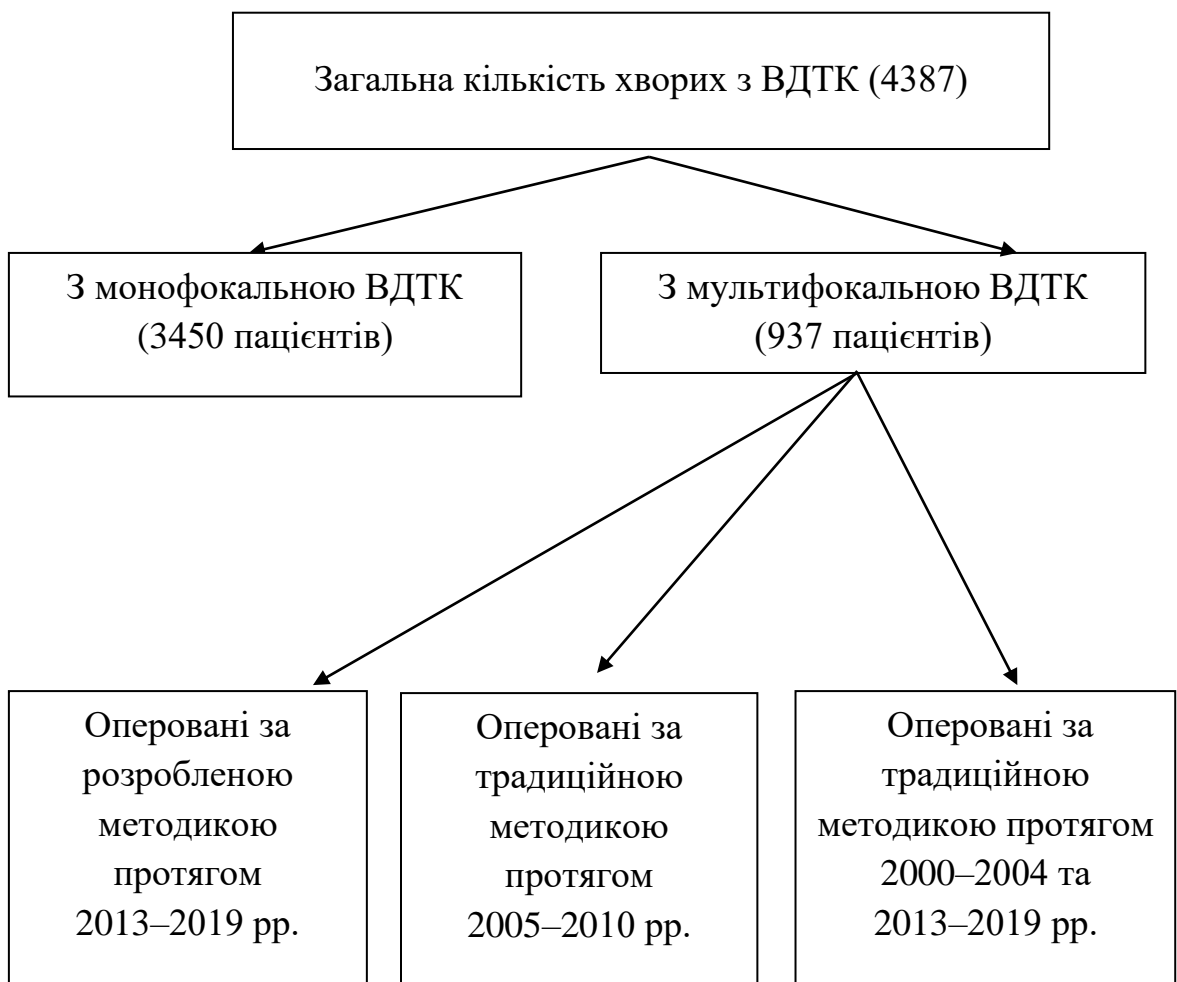 Загальна кількість хворих з ВДТК (4387)
З монофокальною ВДТК
(3450 пацієнтів)
З мультифокальною ВДТК
(937 пацієнтів)
Оперовані за
розробленою
методикою
протягом
2013–2019 рр.
Оперовані за
традиційною
методикою
протягом
2005–2010 рр.
Оперовані за
традиційною
методикою протягом
2000–2004 та
2013–2019 рр.